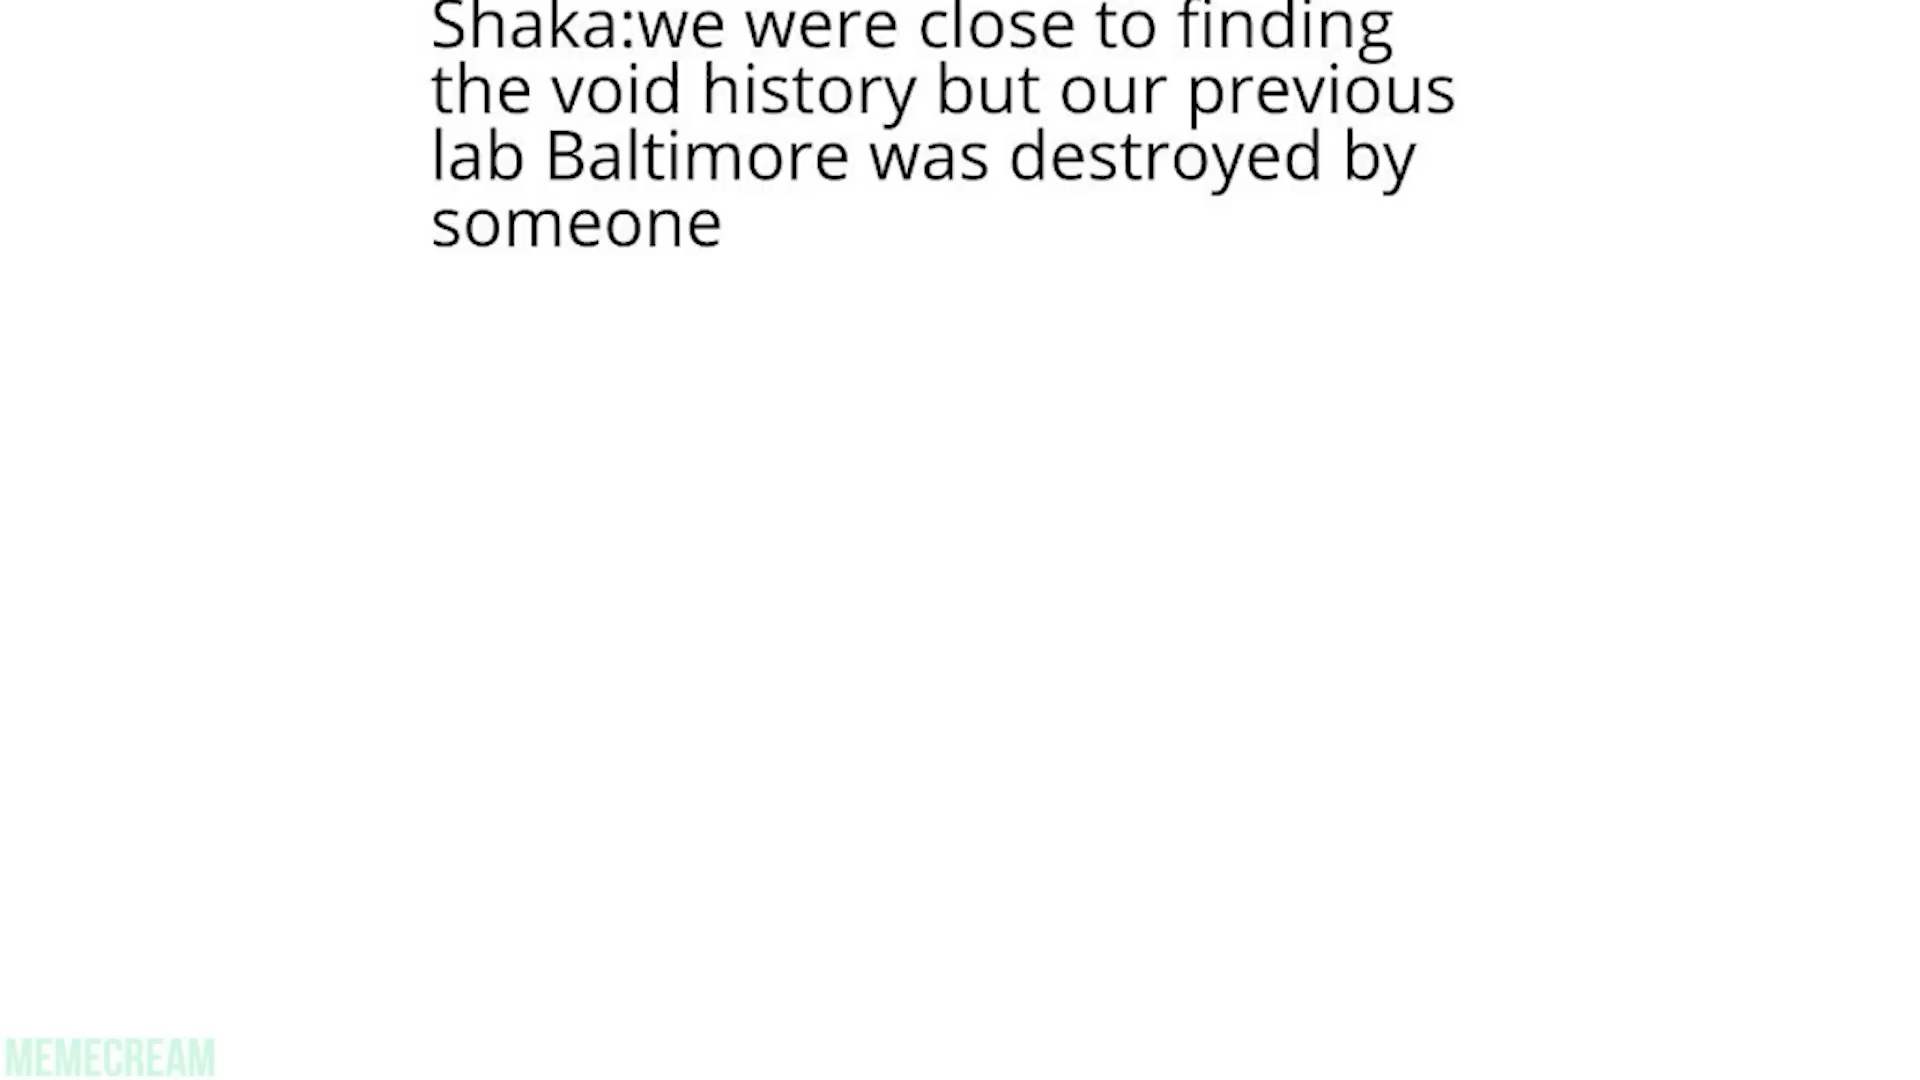 Shaka:we were close to finding
the void history but our previous
lab Baltimore was destroyed by
someone
MEMECREAM